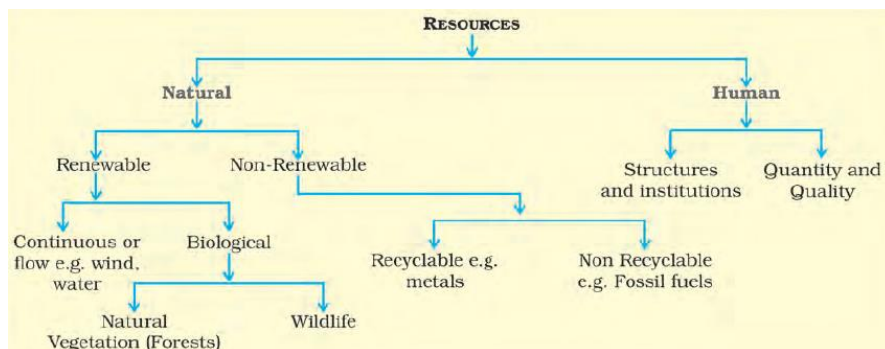 RESOURCES
Natural
Human
Renewable
Non-Renewable
Structures
and institutions
Quantity and
Quality
Continuous or
flow e.g. wind,
water
Biological
Recyclable e.g.
metals
Non Recyclable
e.g. Fossil fuels
Natural
Vegetation (Forests)
Wildlife